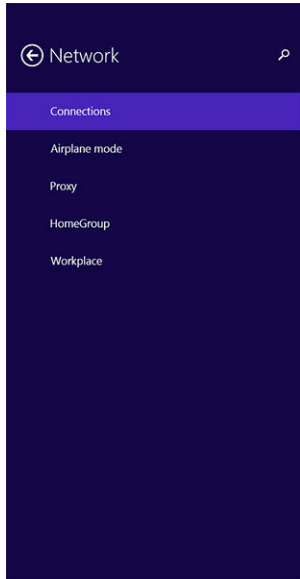 Network
Connections
Airplane mode
Proxy
HomeGroup
Workplace